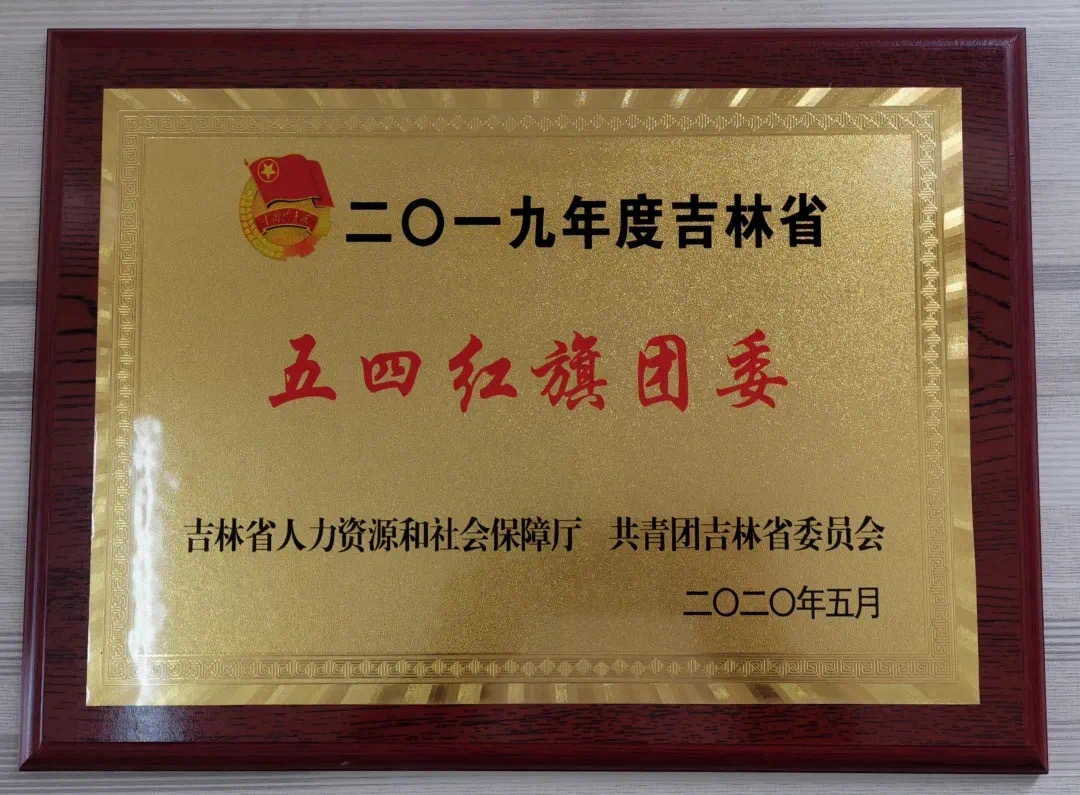 二〇一九年度吉林省
五四红旗团委
吉林省人力资源和社会保障厅 共青团吉林省委员会
二〇二〇年五月